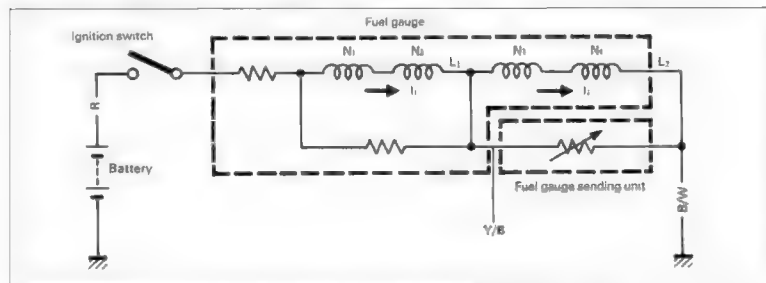 Fuel gauge
Ignition switch
N₁ N₂ L₁ N₃ N₄ L₂
I₁ I₂
R
Battery
Fuel gauge sending unit
Y/B
B/W